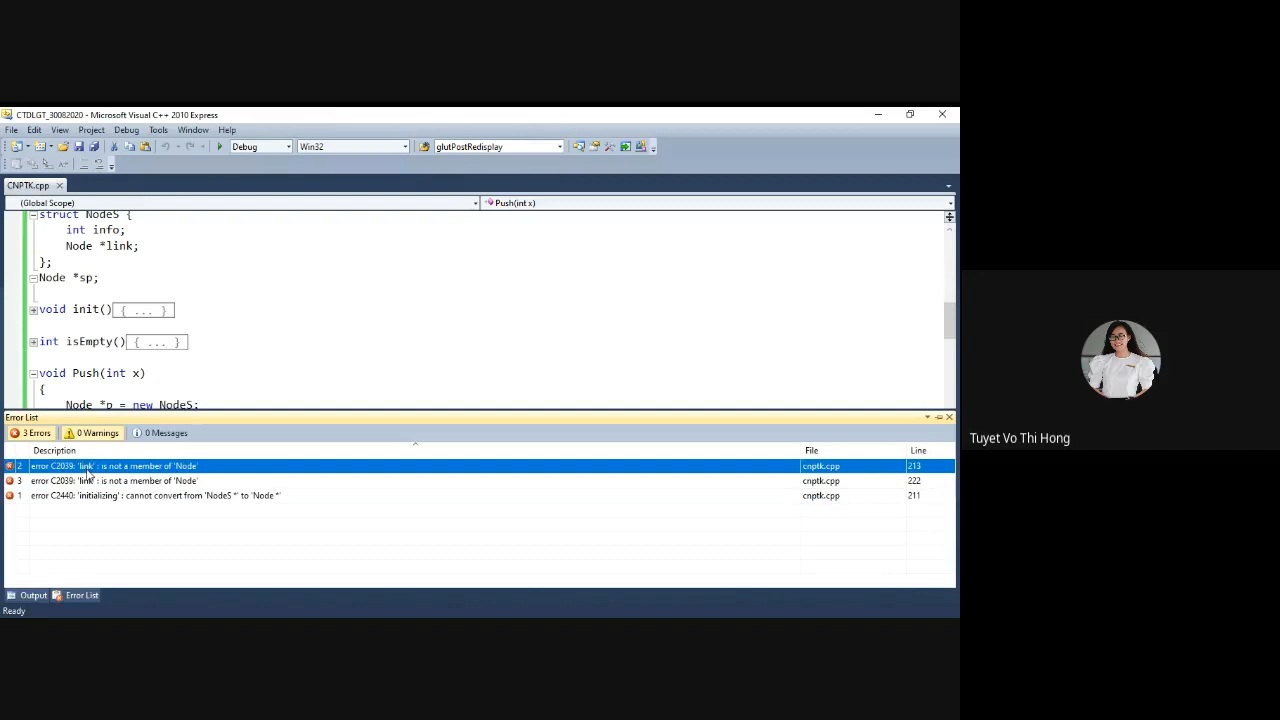 CTDLGT_30082020 - Microsoft Visual C++ 2010 Express
File Edit View Project Debug Tools Window Help
Debug Win32 glutPostRedisplay
CNPTK.cpp
(Global Scope) Push(int x)
struct NodeS {
int info;
Node *link;
};
Node *sp;
void init(){ ... }
int isEmpty(){ ... }
void Push(int x)
{
Node *p = new NodeS;
Error List
3 Errors 0 Warnings 0 Messages
Description File Line
2 error C2039: 'link' : is not a member of 'Node' cnptk.cpp 213
3 error C2039: 'link' : is not a member of 'Node' cnptk.cpp 222
1 error C2440: 'initializing' : cannot convert from 'NodeS *' to 'Node *' cnptk.cpp 211
Output Error List
Ready
Tuyet Vo Thi Hong